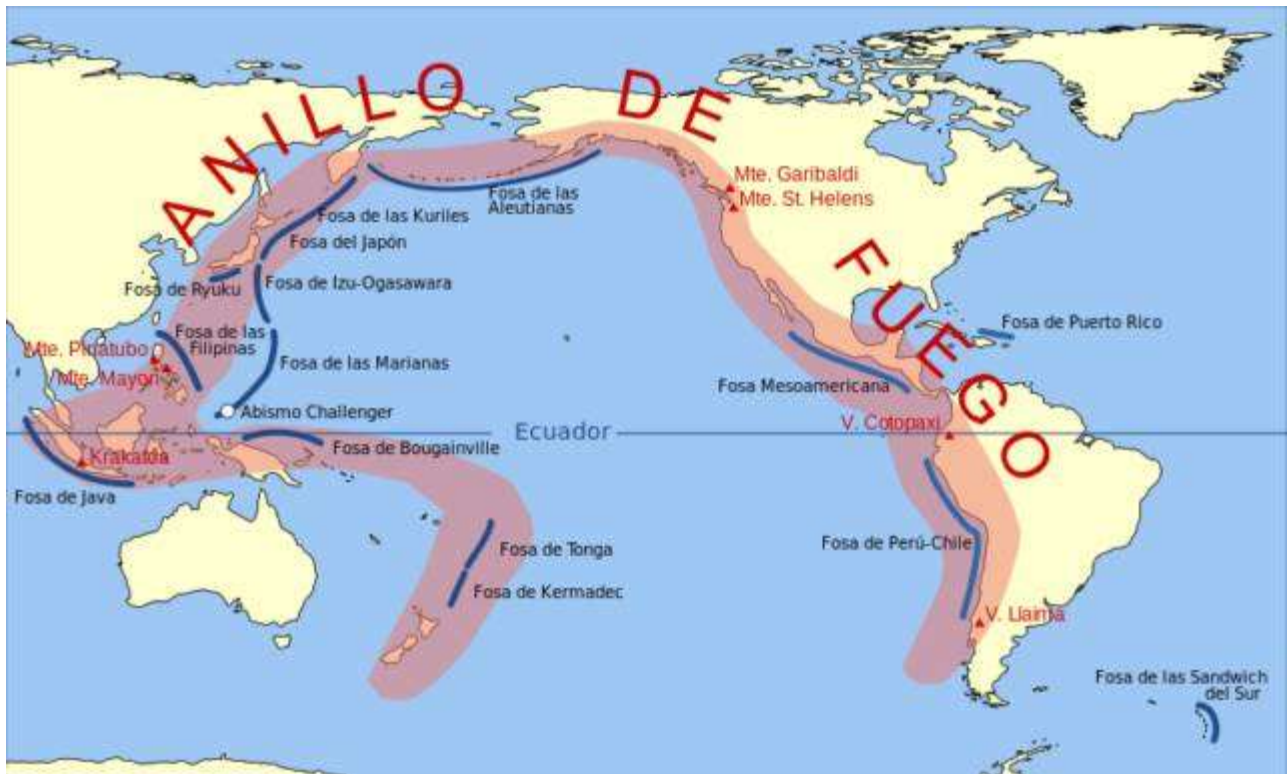 ANILLO DE FUEGO
Mte. Garibaldi
Mte. St. Helens
Fosa de las
Aleutianas
Fosa de las Kuriles
Fosa del Japón
Fosa de Izu-Ogasawara
Fosa de Ryuku
Fosa de las
Filipinas
Mte. Pinatubo
Mte. Mayon
Fosa de las Marianas
Abismo Challenger
Fosa de Puerto Rico
Fosa Mesoamericana
V. Cotopaxi
Ecuador
Fosa de Bougainville
Krakatoa
Fosa de Java
Fosa de Tonga
Fosa de Kermadec
Fosa de Perú-Chile
V. Llaima
Fosa de las Sandwich
del Sur